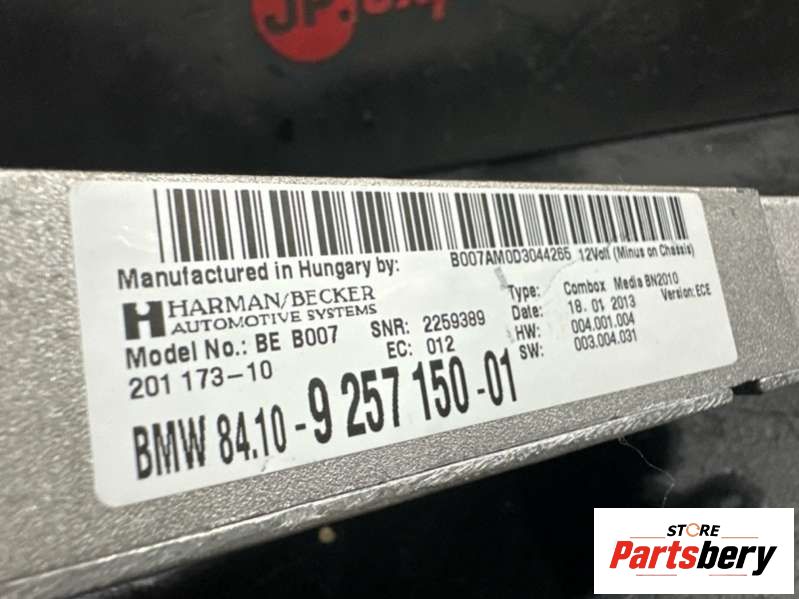 JP.
B007AM0D3044265 12Volt (Minus on Chassis)
Manufactured in Hungary by:
HARMAN/BECKER
AUTOMOTIVE SYSTEMS
Model No.: BE B007
201 173-10
SNR: 2259389
EC: 012
Type: Combox Media BN2010
Date: 18.01 2013
Version: ECE
HW: 004.001.004
SW: 003.004.031
BMW 84.10- 9 257 150 -01
STORE
Partsbery